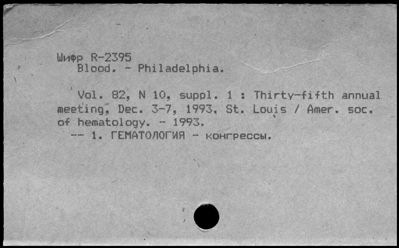 Шифр R-2395
Blood. - Philadelphia.
Vol. 82, N 10, suppl. 1 : Thirty-fifth annual
meeting, Dec. 3-7, 1993, St. Louis / Amer. soc.
of hematology. - 1993.
-- 1. ГЕМАТОЛОГИЯ - конгрессы.